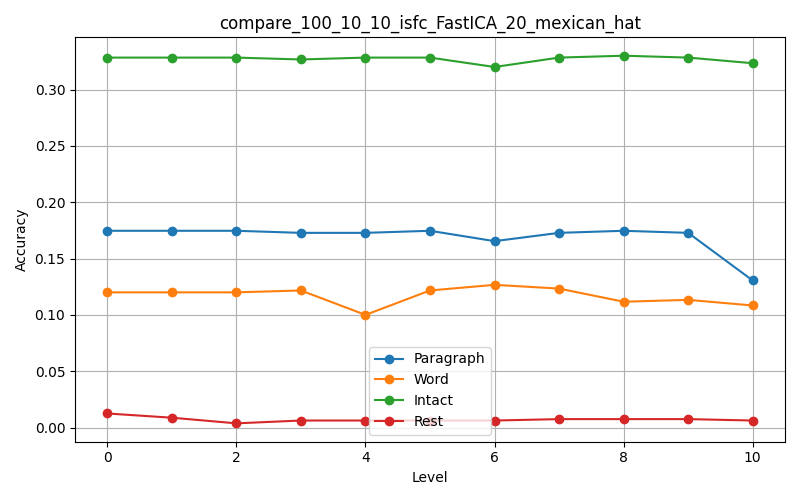 compare_100_10_10_isfc_FastICA_20_mexican_hat
0.30
0.25
0.20
0.15
0.10
0.05
0.00
Accuracy
Paragraph
Word
Intact
Rest
0 2 4 6 8 10
Level